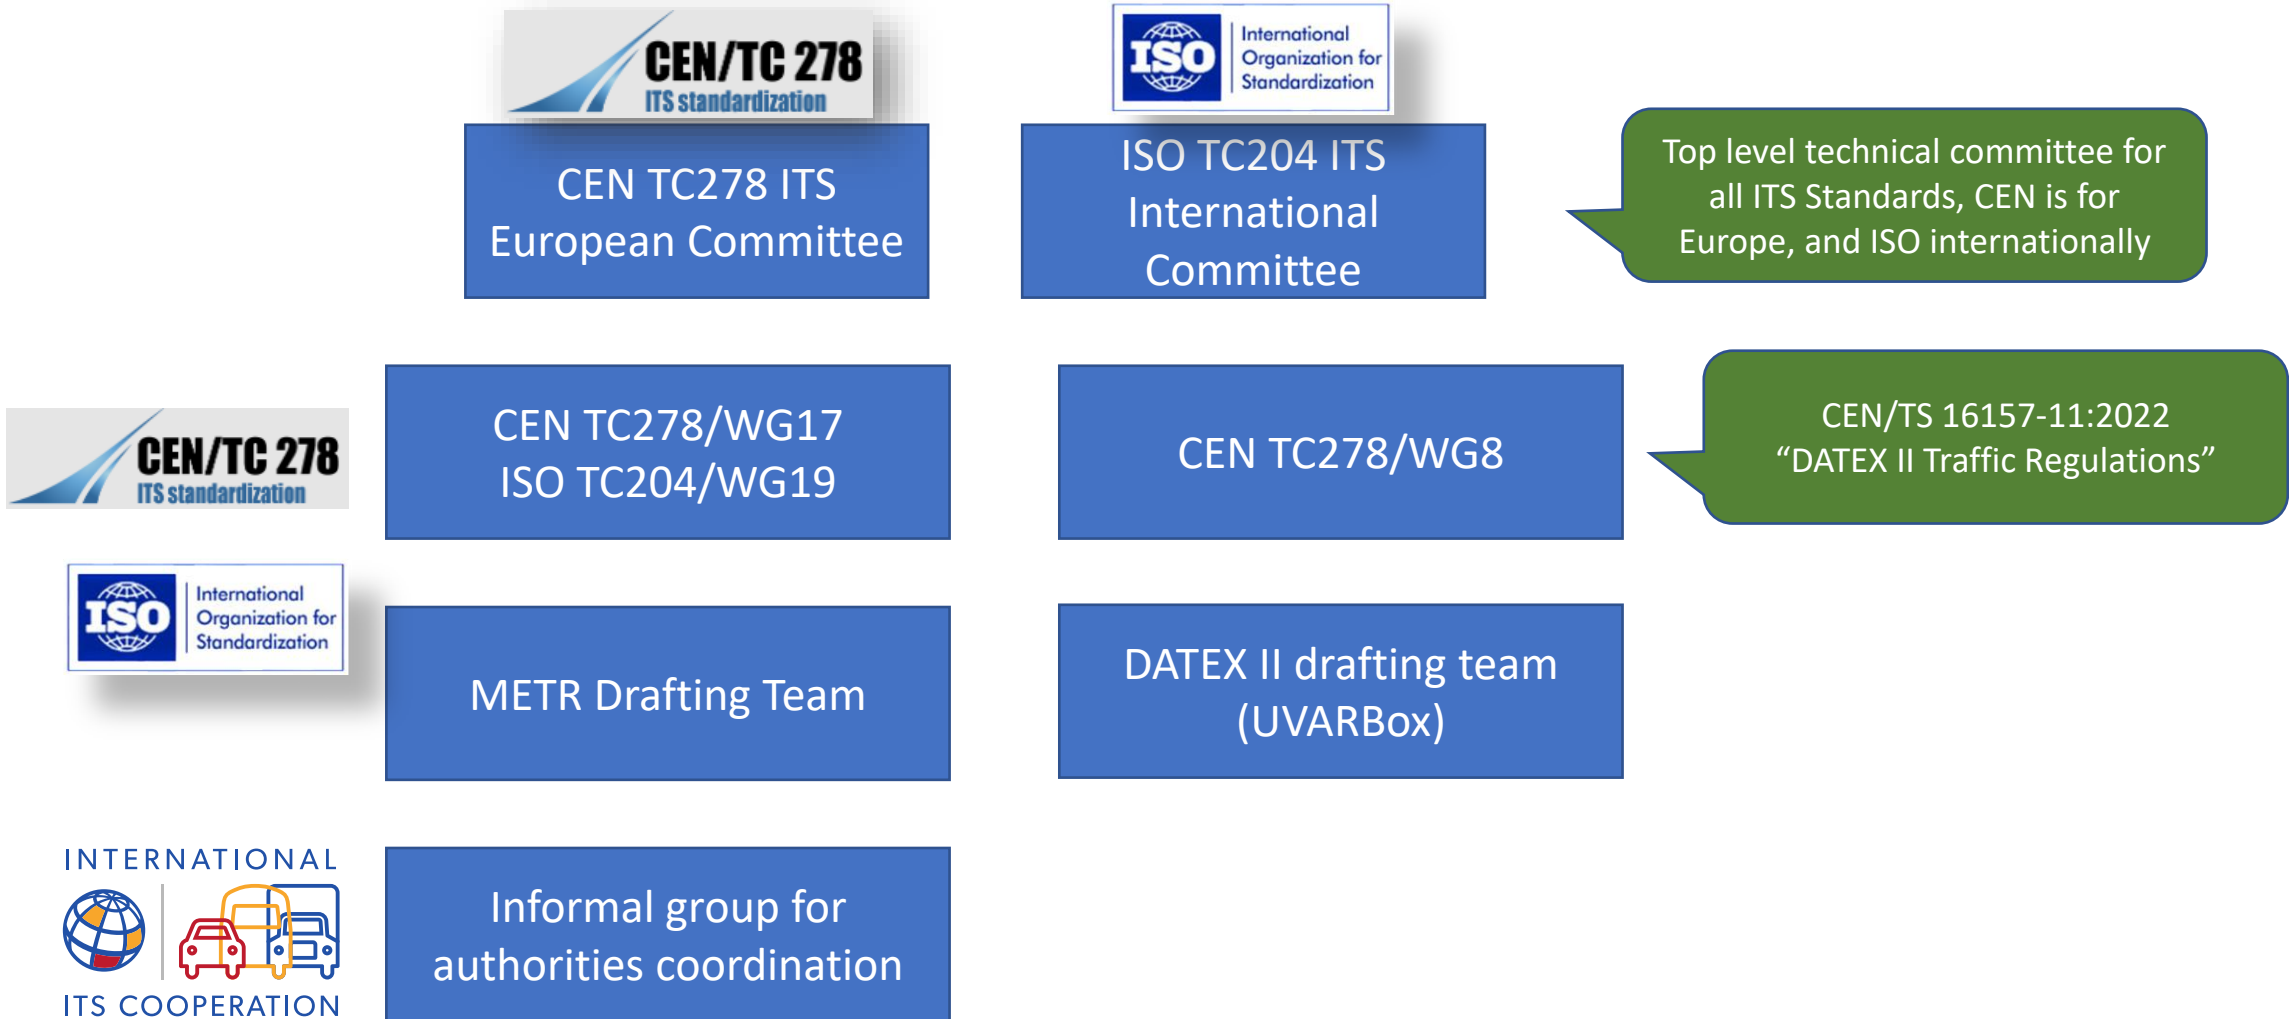 CEN/TC 278
ITS standardization
ISO
International
Organization for
Standardization
CEN TC278 ITS
European Committee
ISO TC204 ITS
International
Committee
Top level technical committee for
all ITS Standards, CEN is for
Europe, and ISO internationally
CEN/TC 278
ITS standardization
CEN TC278/WG17
ISO TC204/WG19
CEN TC278/WG8
CEN/TS 16157-11:2022
“DATEX II Traffic Regulations”
ISO
International
Organization for
Standardization
METR Drafting Team
DATEX II drafting team
(UVARBox)
INTERNATIONAL
ITS COOPERATION
Informal group for
authorities coordination